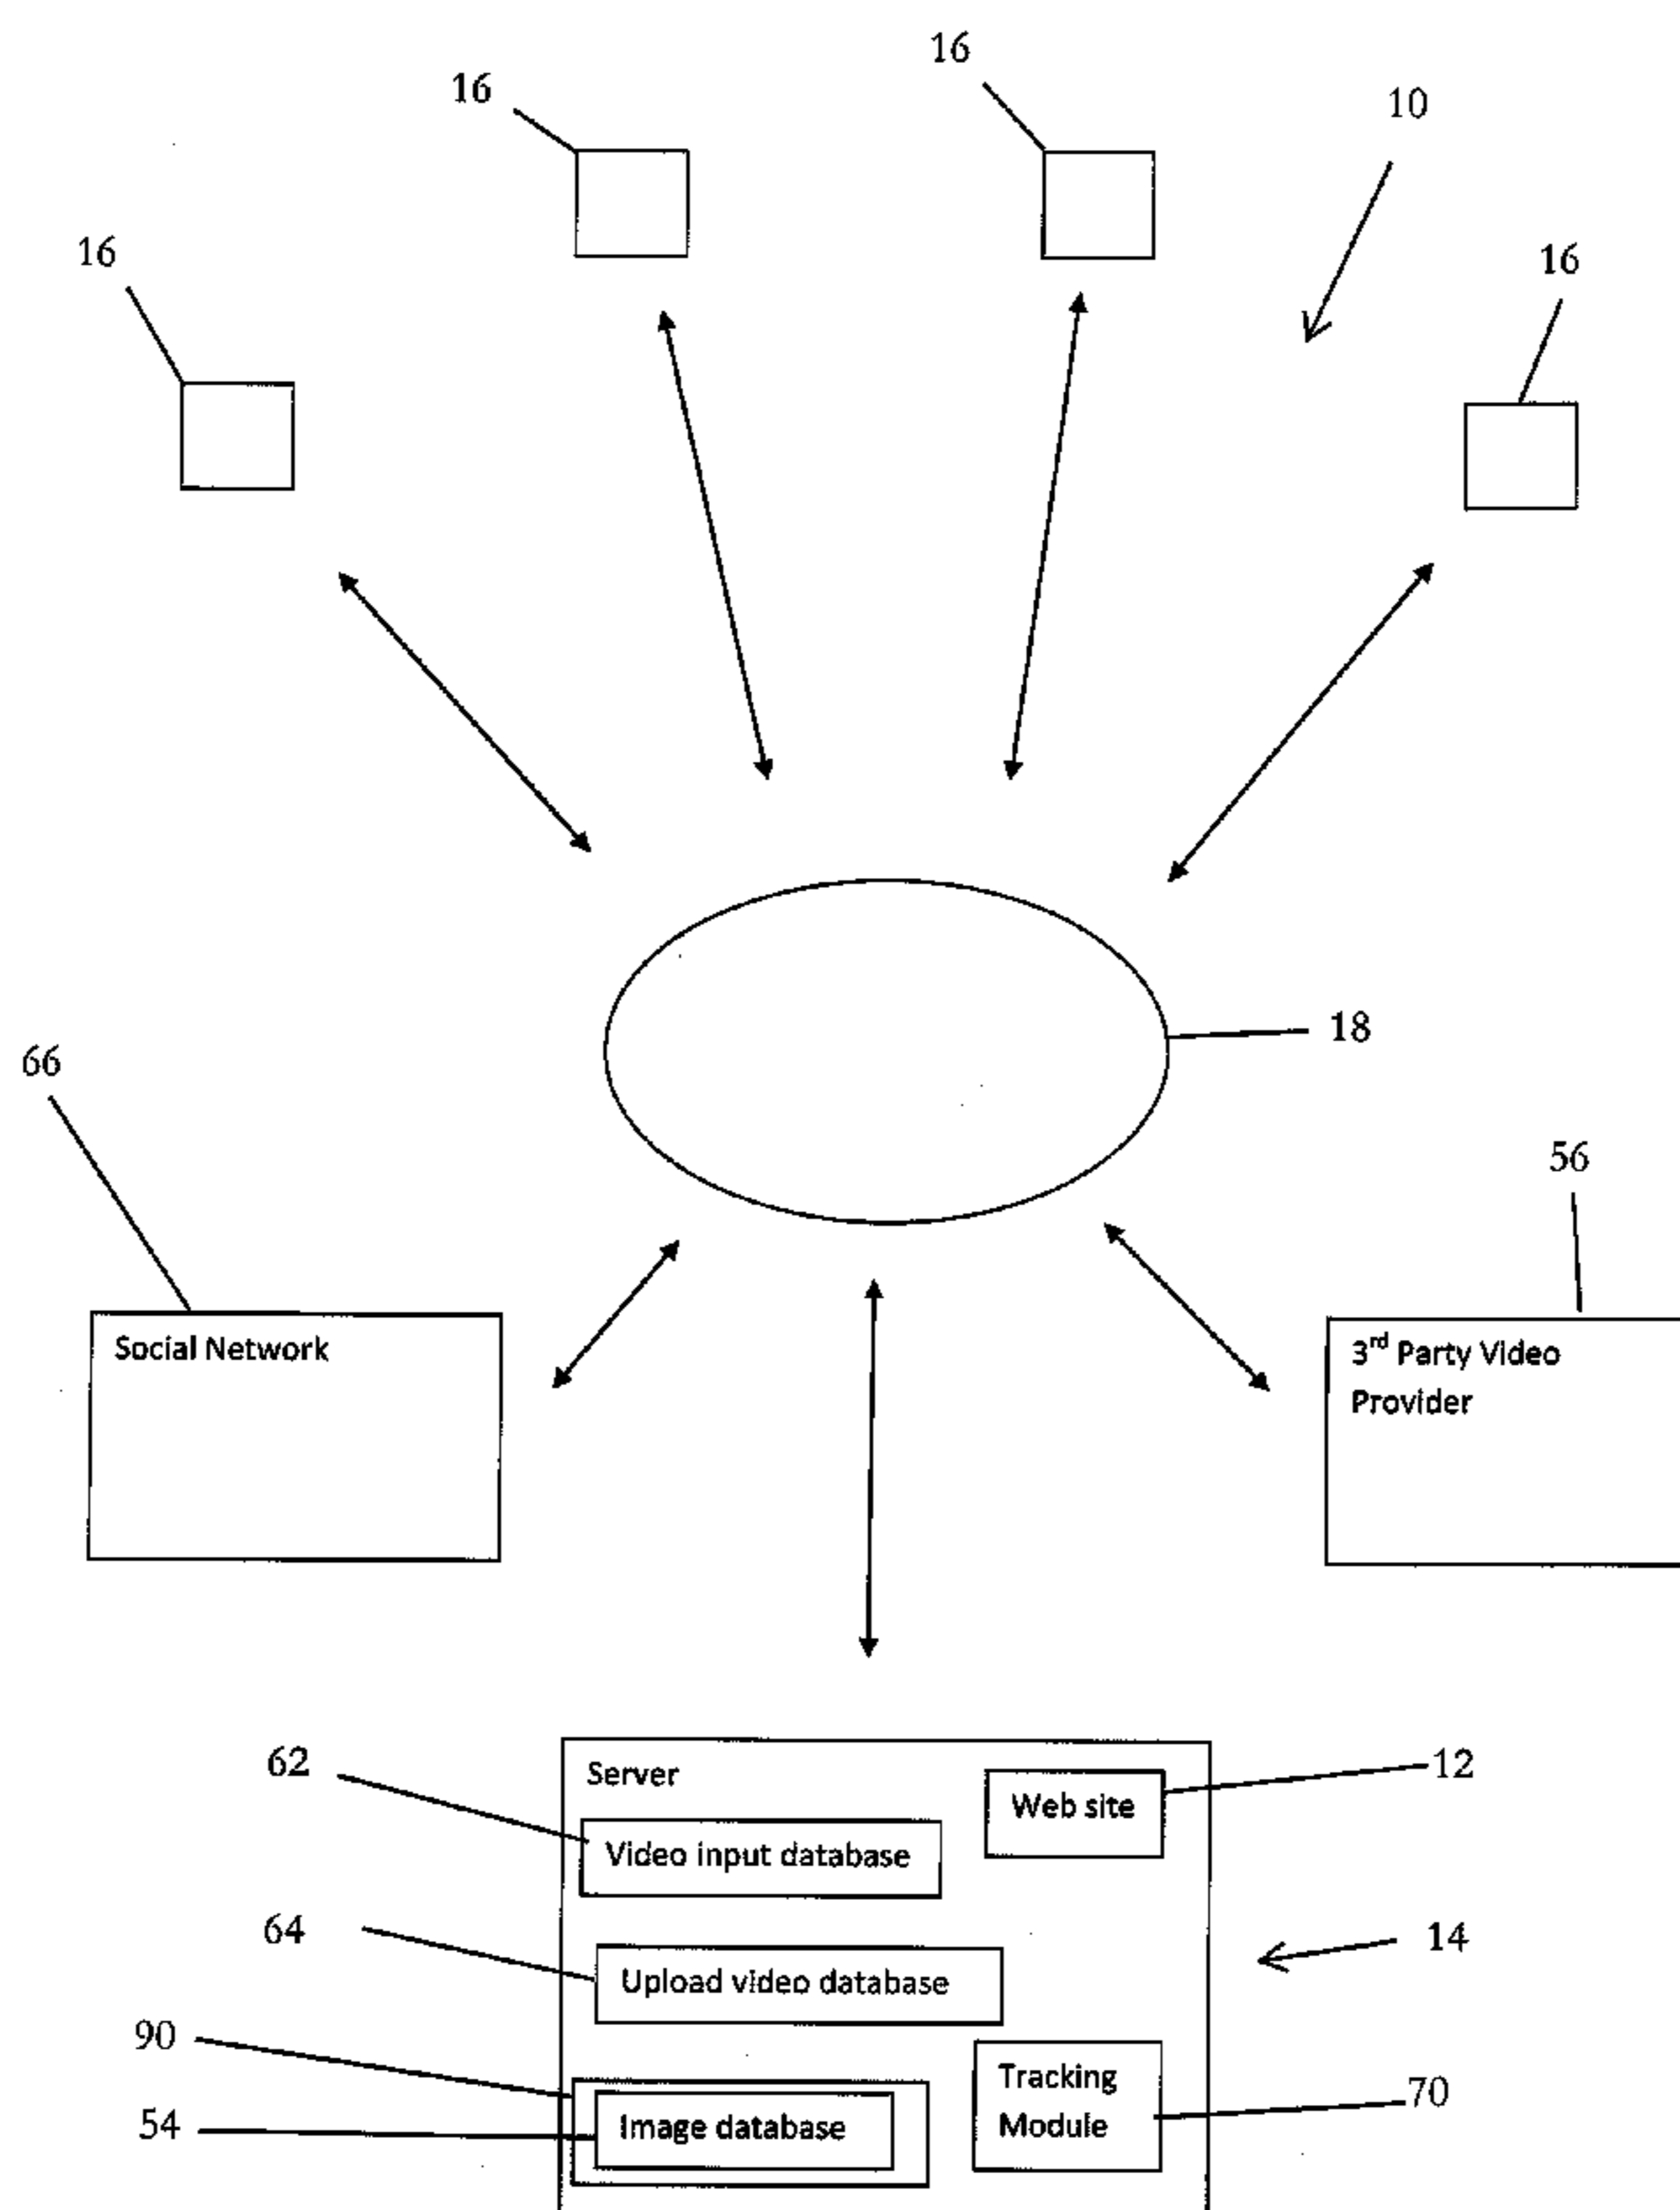 16
16
10
16
16
18
66
56
Social Network
3rd Party Video
Provider
62
Server
12
Web site
Video input database
64
14
Upload video database
90
Tracking
Module
70
54
Image database